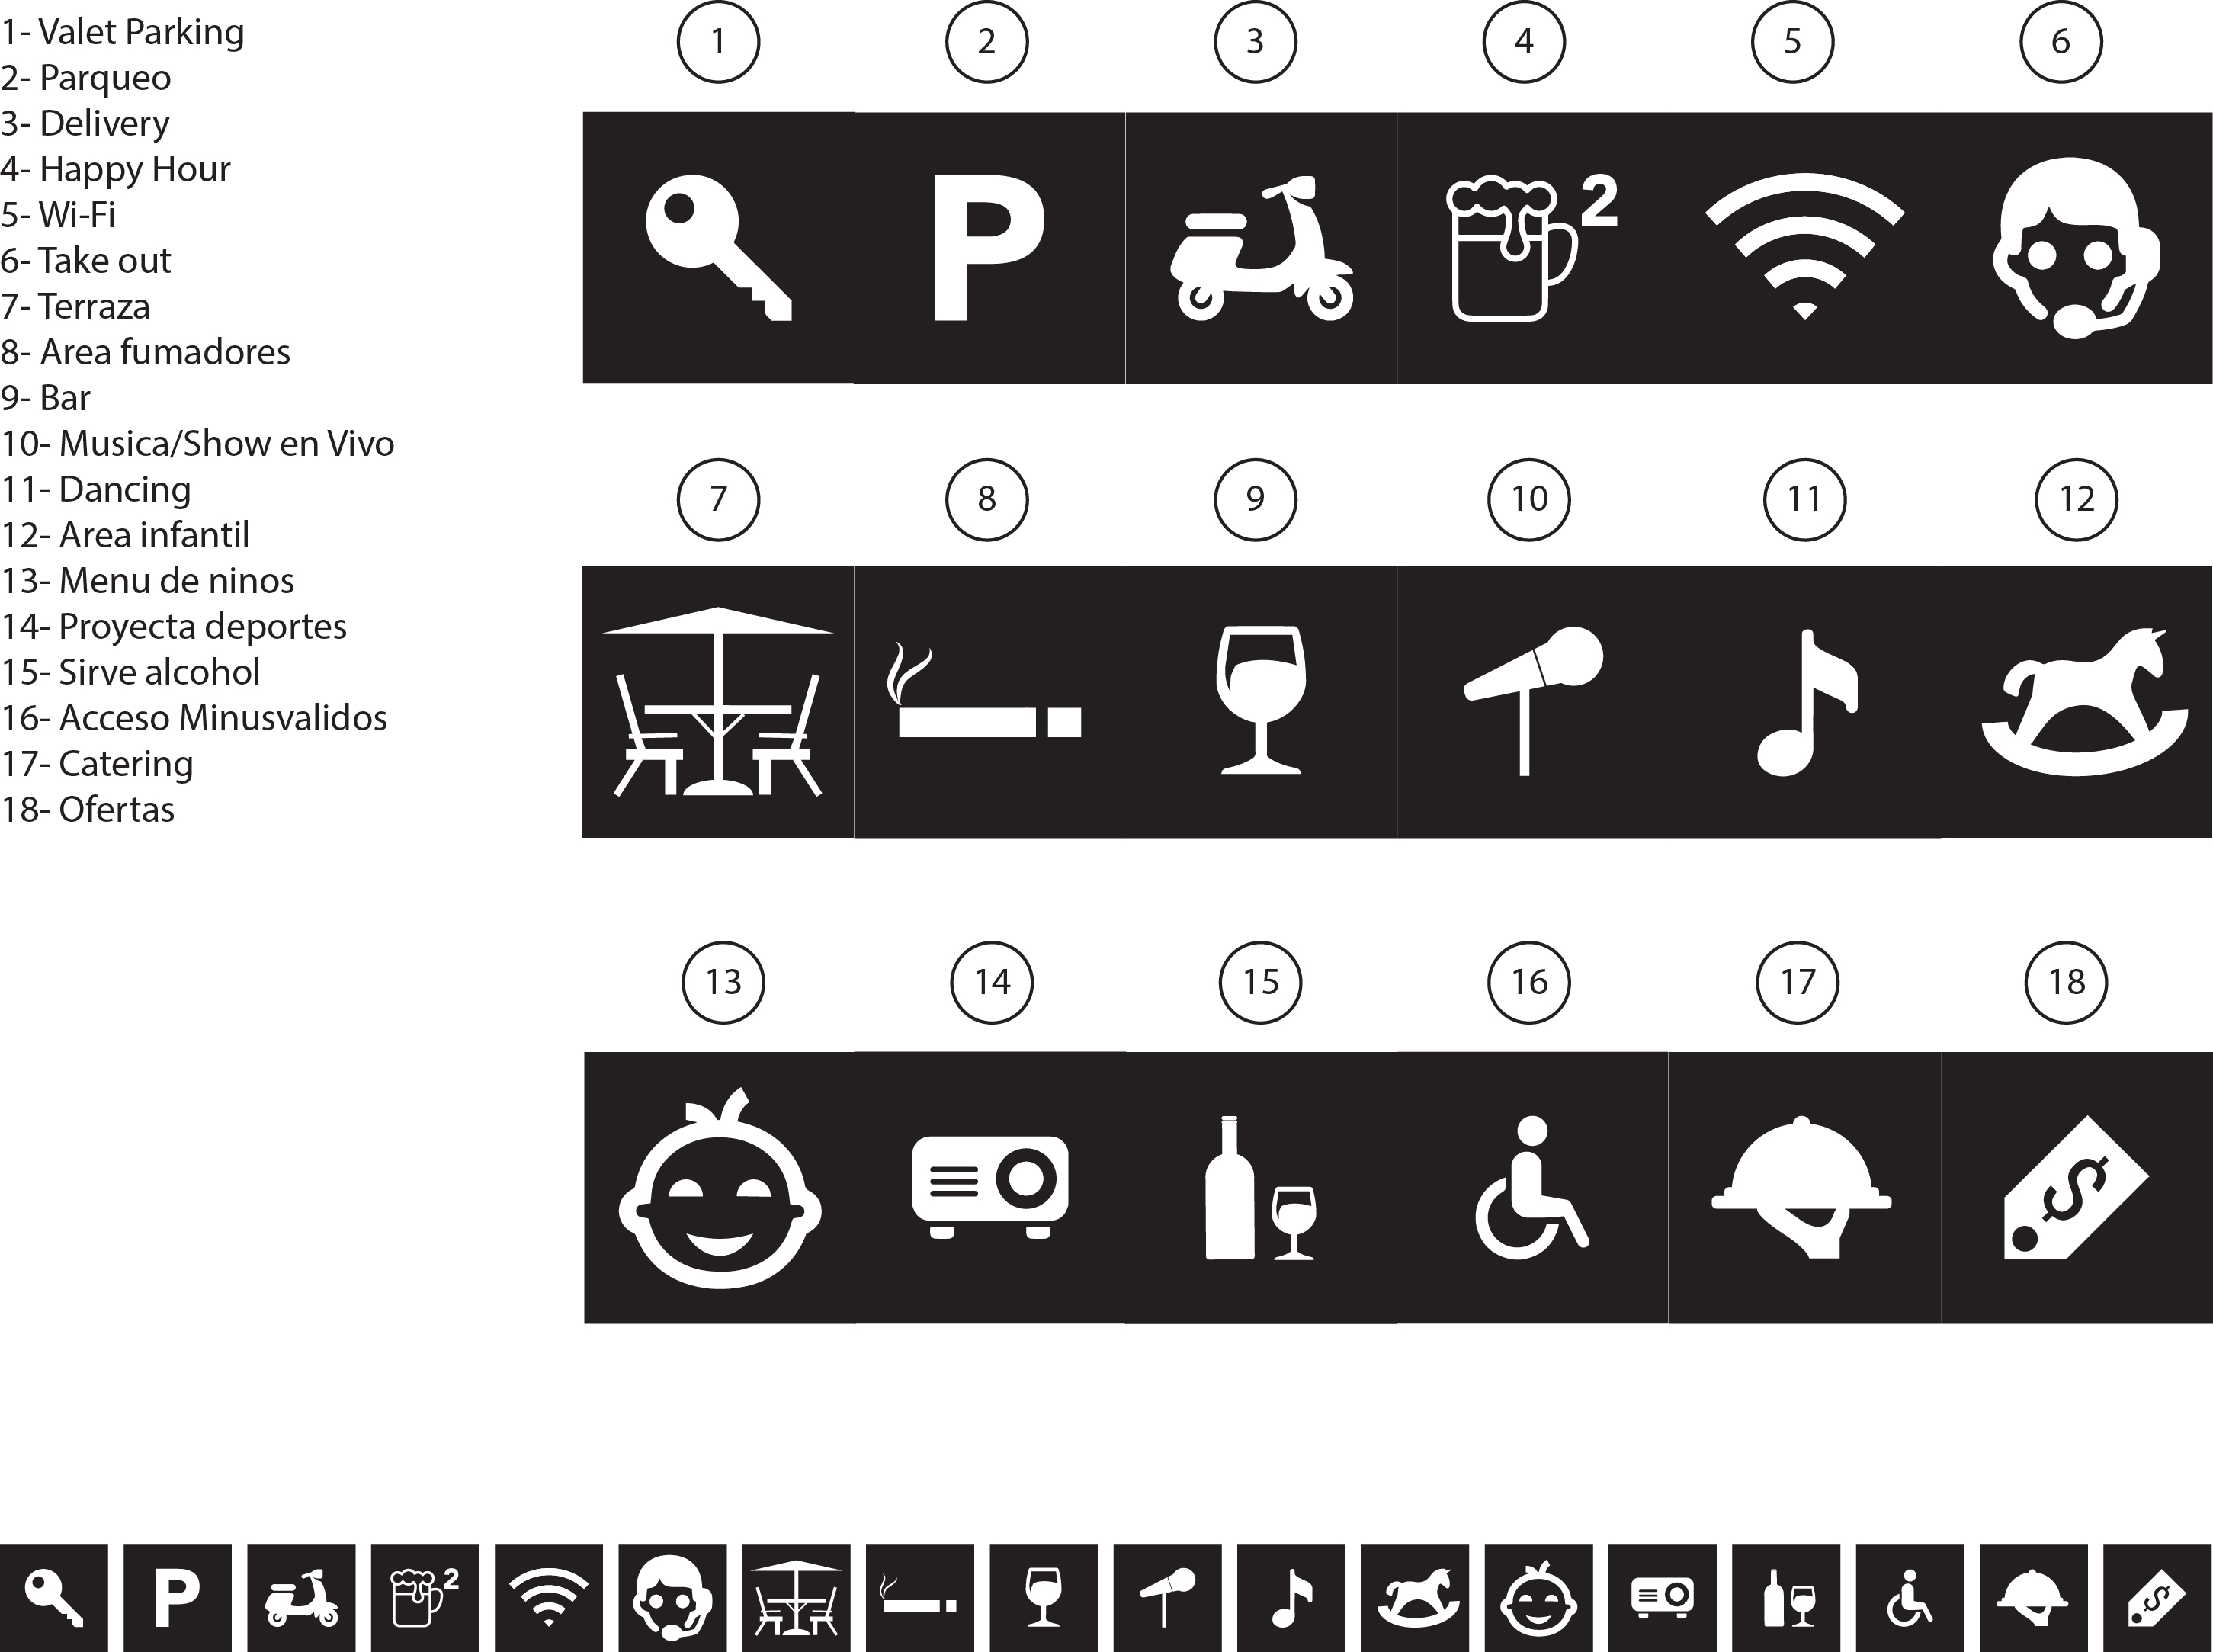 1- Valet Parking
2- Parqueo
3- Delivery
4- Happy Hour
5- Wi-Fi
6- Take out
7- Terraza
8- Area fumadores
9- Bar
10- Musica/Show en Vivo
11- Dancing
12- Area infantil
13- Menu de ninos
14- Proyecta deportes
15- Sirve alcohol
16- Acceso Minusvalidos
17- Catering
18- Ofertas
1 2 3 4 5 6
P 2
7 8 9 10 11 12
13 14 15 16 17 18
$
P 2 $